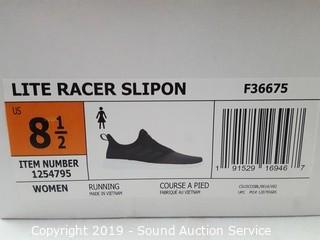 LITE RACER SLIPON F36675
US
8 1/2
ITEM NUMBER
1254795
WOMEN
RUNNING
MADE IN VIETNAM
COURSE A PIED
FABRIQUE AU VIETNAM
1 91529 16946 7
Copyright 2019 - Sound Auction Service